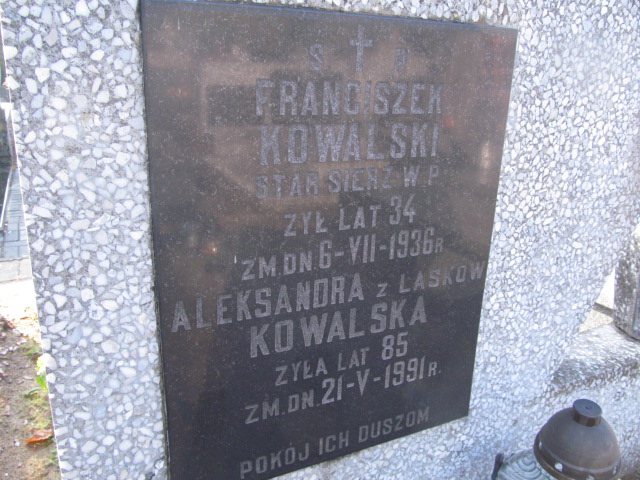 S P
FRANCISZEK
KOWALSKI
STAR SIERŻ W P
ŻYŁ LAT 34
ZM. DN. 6-VII-1936 R
ALEKSANDRA Z LASKÓW
KOWALSKA
ŻYŁA LAT 85
ZM. DN. 21-V-1991 R.
POKÓJ ICH DUSZOM